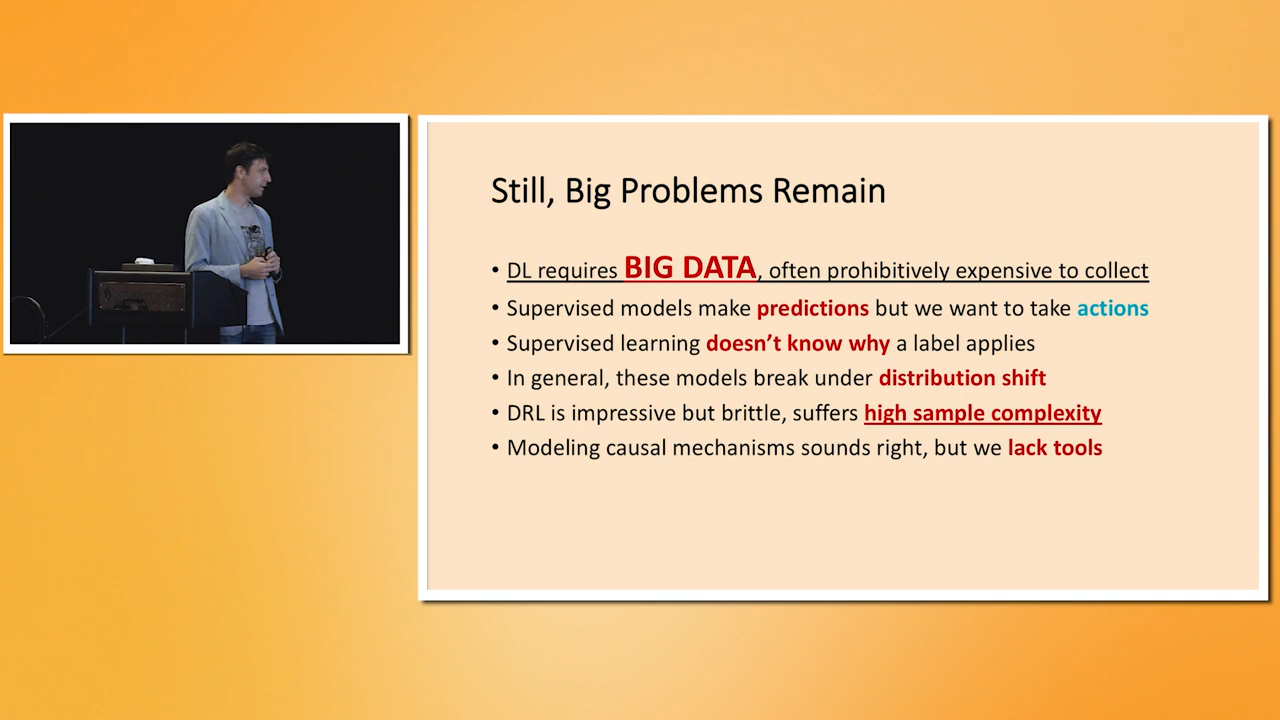 Still, Big Problems Remain
• DL requires BIG DATA, often prohibitively expensive to collect
• Supervised models make predictions but we want to take actions
• Supervised learning doesn’t know why a label applies
• In general, these models break under distribution shift
• DRL is impressive but brittle, suffers high sample complexity
• Modeling causal mechanisms sounds right, but we lack tools